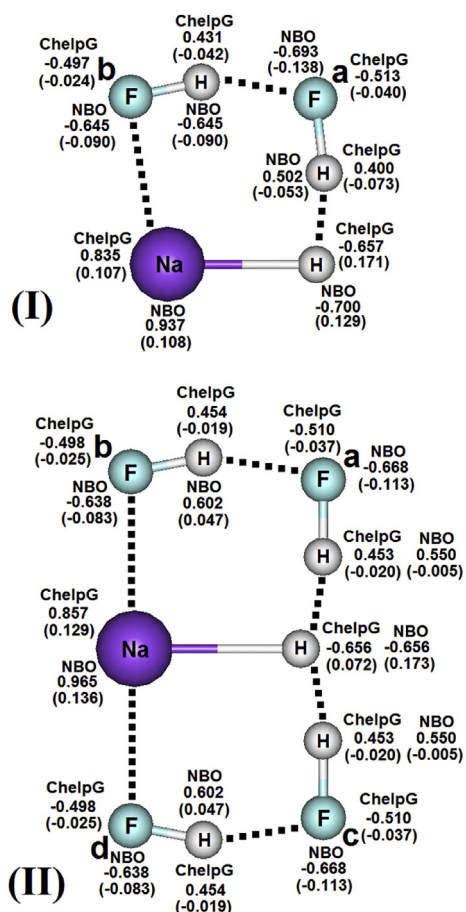 ChelpG
-0.497
(-0.024)
b
F
NBO
-0.645
(-0.090)
0.431
(-0.042)
H
NBO
-0.645
(-0.090)
NBO
-0.693
(-0.138)
a
ChelpG
-0.513
(-0.040)
F
NBO
0.502
(-0.053)
H
ChelpG
0.400
(-0.073)
ChelpG
0.835
(0.107)
Na
NBO
0.937
(0.108)
H
ChelpG
-0.657
(0.171)
NBO
-0.700
(0.129)
(I)
ChelpG
-0.498
(-0.025)
b
F
NBO
-0.638
(-0.083)
ChelpG
0.454
(-0.019)
H
NBO
0.602
(0.047)
ChelpG
-0.510
(-0.037)
a
F
NBO
-0.668
(-0.113)
H
ChelpG
0.453
(-0.020)
NBO
0.550
(-0.005)
ChelpG
0.857
(0.129)
Na
NBO
0.965
(0.136)
H
ChelpG
-0.656
(0.072)
NBO
-0.656
(0.173)
H
ChelpG
0.453
(-0.020)
NBO
0.550
(-0.005)
ChelpG
-0.498
(-0.025)
F
d
NBO
-0.638
(-0.083)
NBO
0.602
(0.047)
H
ChelpG
0.454
(-0.019)
F
c
ChelpG
-0.510
(-0.037)
NBO
-0.668
(-0.113)
(II)